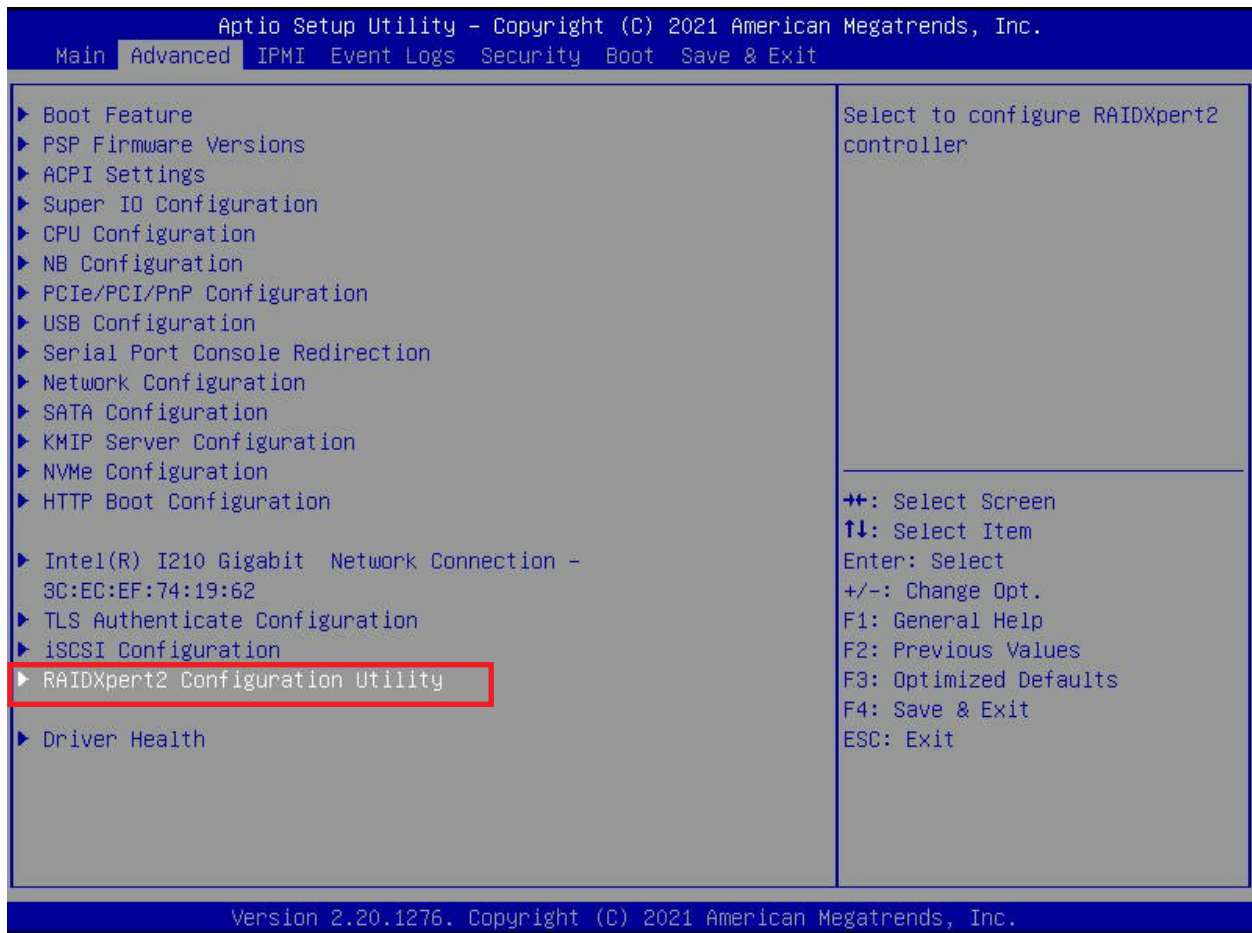 Aptio Setup Utility – Copyright (C) 2021 American Megatrends, Inc.
Main Advanced IPMI Event Logs Security Boot Save & Exit
▶ Boot Feature
▶ PSP Firmware Versions
▶ ACPI Settings
▶ Super IO Configuration
▶ CPU Configuration
▶ NB Configuration
▶ PCIe/PCI/PnP Configuration
▶ USB Configuration
▶ Serial Port Console Redirection
▶ Network Configuration
▶ SATA Configuration
▶ KMIP Server Configuration
▶ NVMe Configuration
▶ HTTP Boot Configuration
▶ Intel(R) I210 Gigabit Network Connection –
3C:EC:EF:74:19:62
▶ TLS Authenticate Configuration
▶ iSCSI Configuration
▶ RAIDXpert2 Configuration Utility
▶ Driver Health
Select to configure RAIDXpert2
controller
→←: Select Screen
↑↓: Select Item
Enter: Select
+/-: Change Opt.
F1: General Help
F2: Previous Values
F3: Optimized Defaults
F4: Save & Exit
ESC: Exit
Version 2.20.1276. Copyright (C) 2021 American Megatrends, Inc.